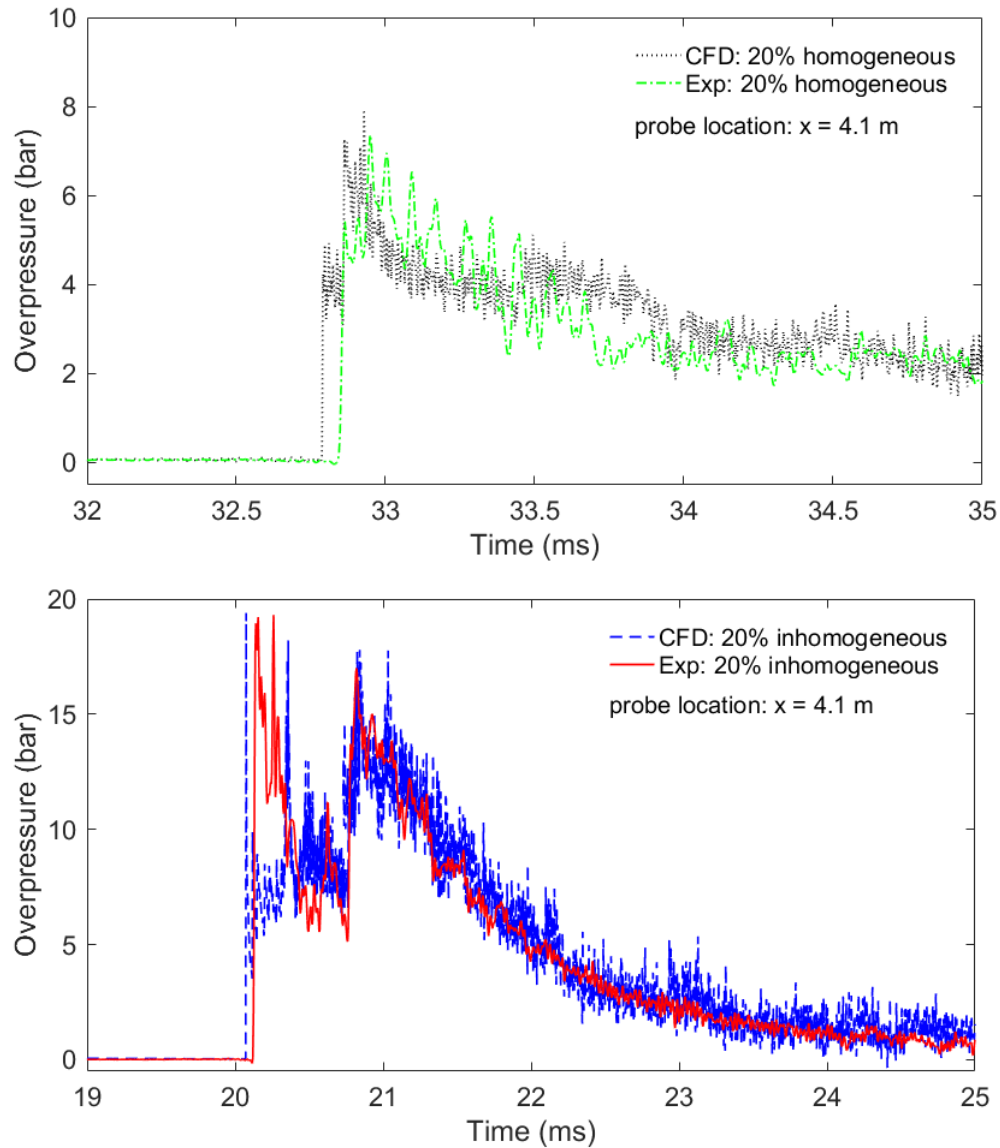 10
8
6
4
2
0
Overpressure (bar)
CFD: 20% homogeneous
Exp: 20% homogeneous
probe location: x = 4.1 m
32
32.5
33
33.5
34
34.5
35
Time (ms)
20
15
10
5
0
Overpressure (bar)
CFD: 20% inhomogeneous
Exp: 20% inhomogeneous
probe location: x = 4.1 m
19
20
21
22
23
24
25
Time (ms)